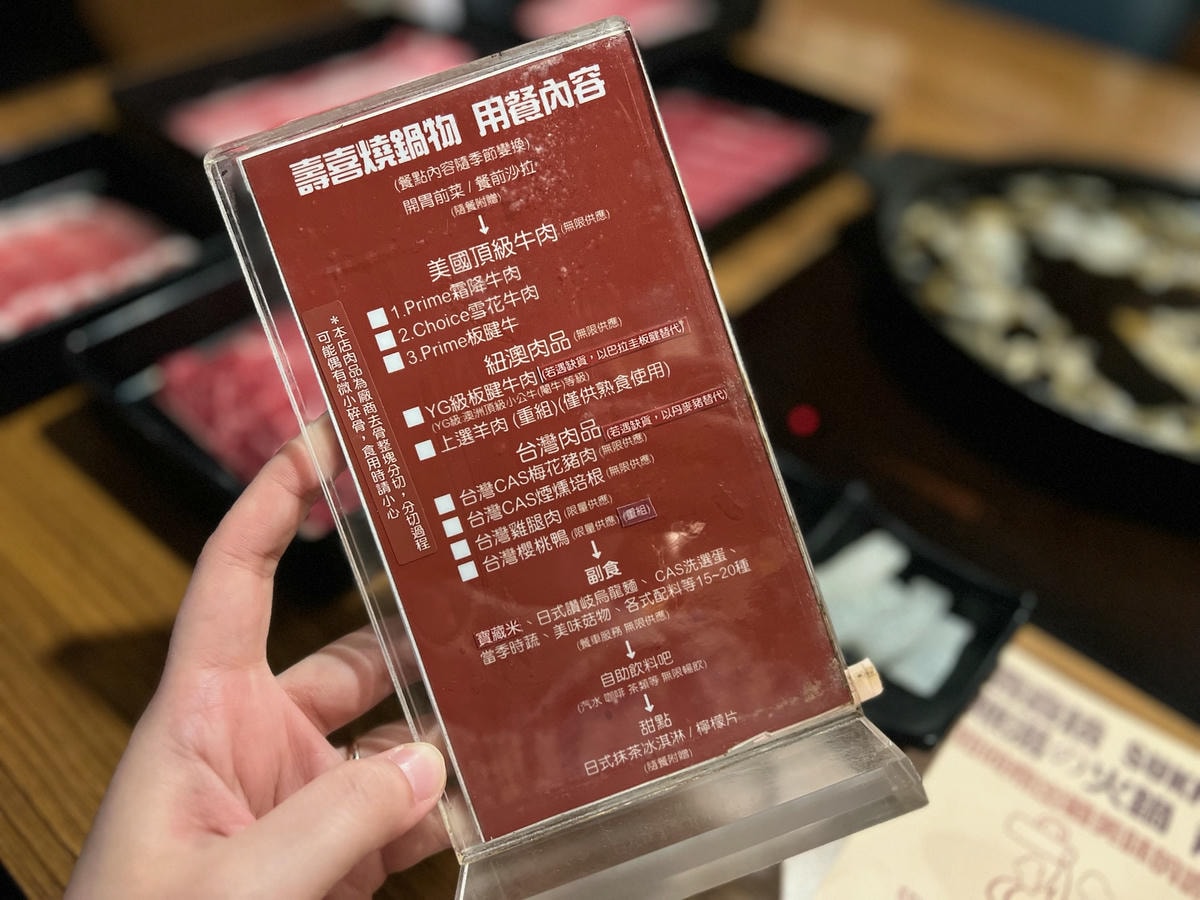 壽喜燒鍋物 用餐內容
(餐點內容隨季節變換)
開胃前菜 / 餐前沙拉
(隨餐附贈)
↓
美國頂級牛肉(無限供應)
1.Prime霜降牛肉
2.Choice雪花牛肉
3.Prime板腱牛
紐澳肉品(無限供應)
YG級板腱牛肉(若遇缺貨，以巴拉圭板腱替代)
(YG級:澳洲頂級小公牛(閹牛)等級)
上選羊肉 (重組)(僅供熟食使用)
台灣肉品(若遇缺貨，以丹麥豬替代)
台灣CAS梅花豬肉(無限供應)
台灣CAS煙燻培根(無限供應)
台灣雞腿肉(限量供應)
台灣櫻桃鴨(限量供應)(重組)
↓
副食
寶藏米、日式讚岐烏龍麵、CAS洗選蛋、
當季時蔬、美味菇物、各式配料等15~20種
(餐車服務 無限供應)
↓
自助飲料吧
(汽水 咖啡 茶類等 無限暢飲)
↓
甜點
日式抹茶冰淇淋 / 檸檬片
(隨餐附贈)
＊本店肉品為廠商去骨整塊分切，分切過程
可能偶有微小碎骨，食用時請小心
火鍋